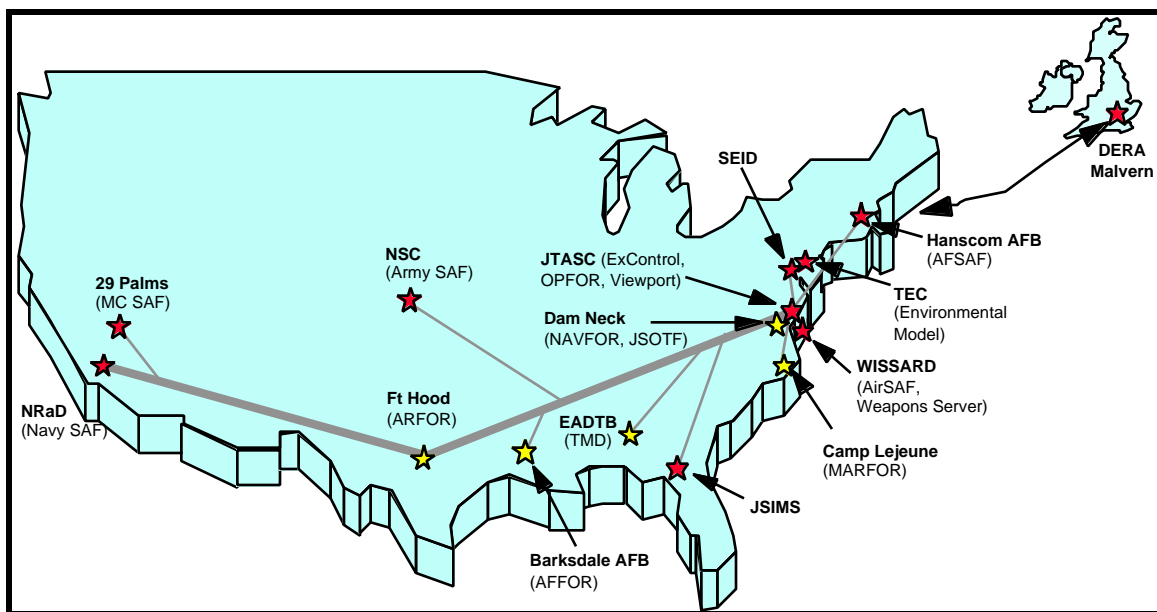 DERA
Malvern
SEID
Hanscom AFB
(AFSAF)
NSC
(Army SAF)
JTASC (ExControl,
OPFOR, Viewport)
29 Palms
(MC SAF)
TEC
(Environmental
Model)
Dam Neck
(NAVFOR, JSOTF)
WISSARD
(AirSAF,
Weapons Server)
NRaD
(Navy SAF)
Ft Hood
(ARFOR)
EADTB
(TMD)
Camp Lejeune
(MARFOR)
JSIMS
Barksdale AFB
(AFFOR)